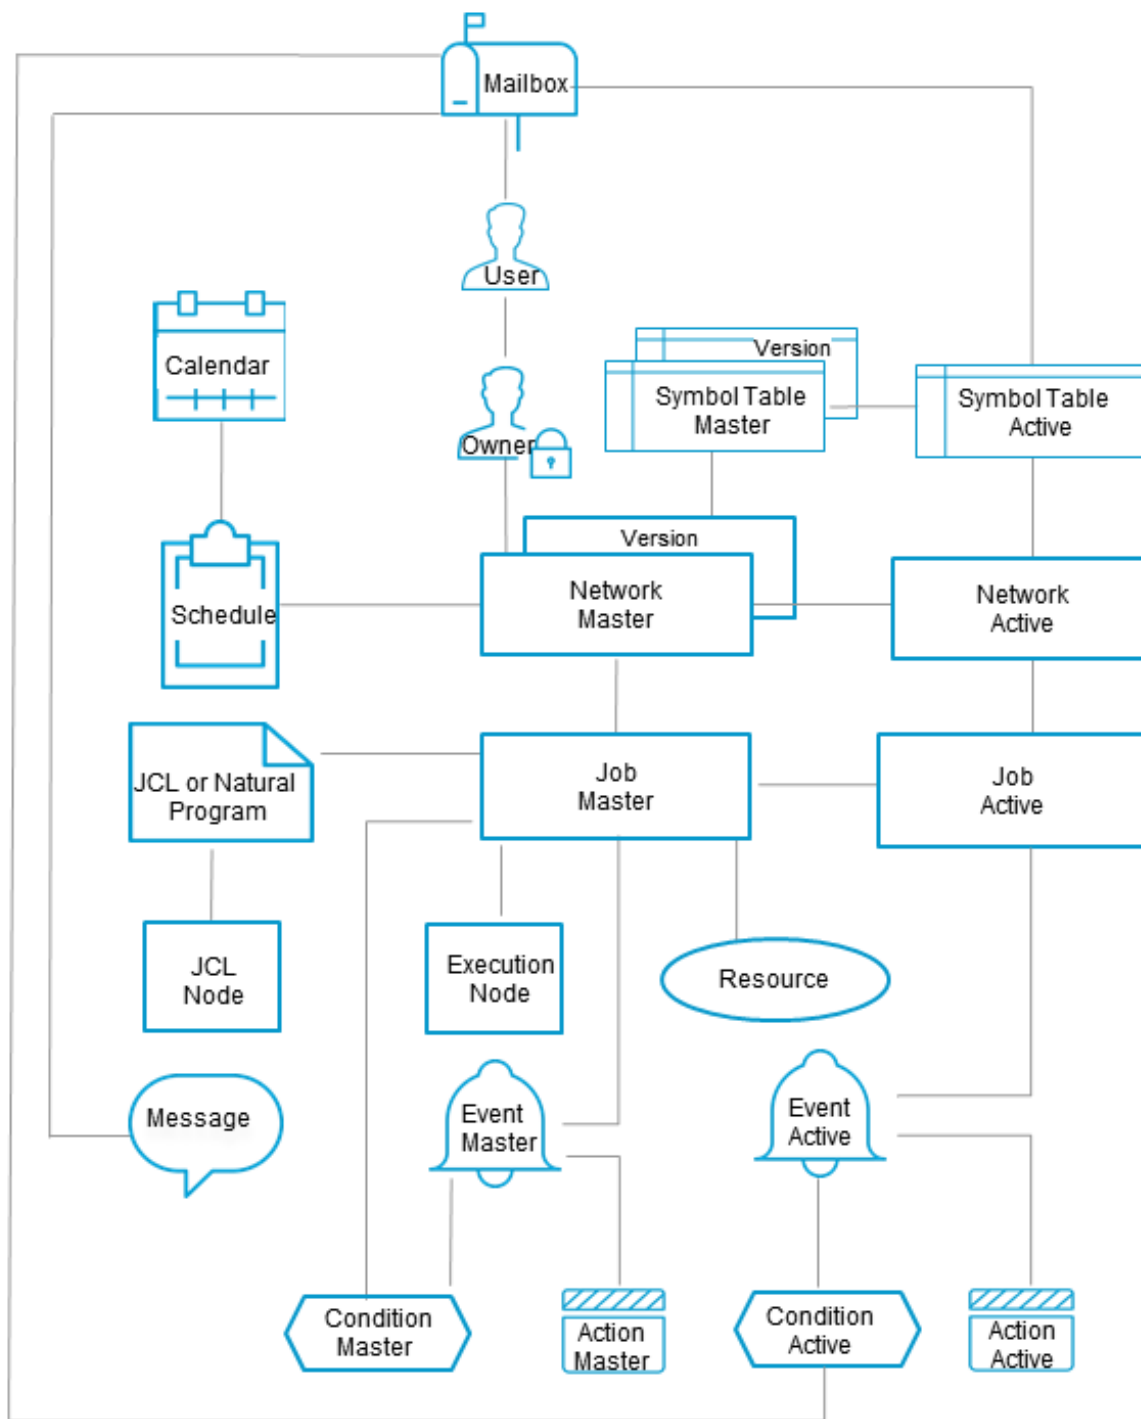 Mailbox
User
Calendar
Version
Symbol Table
Master
Symbol Table
Active
Owner
Version
Network
Master
Network
Active
Schedule
JCL or Natural
Program
Job
Master
Job
Active
JCL
Node
Execution
Node
Resource
Message
Event
Master
Event
Active
Condition
Master
Action
Master
Condition
Active
Action
Active